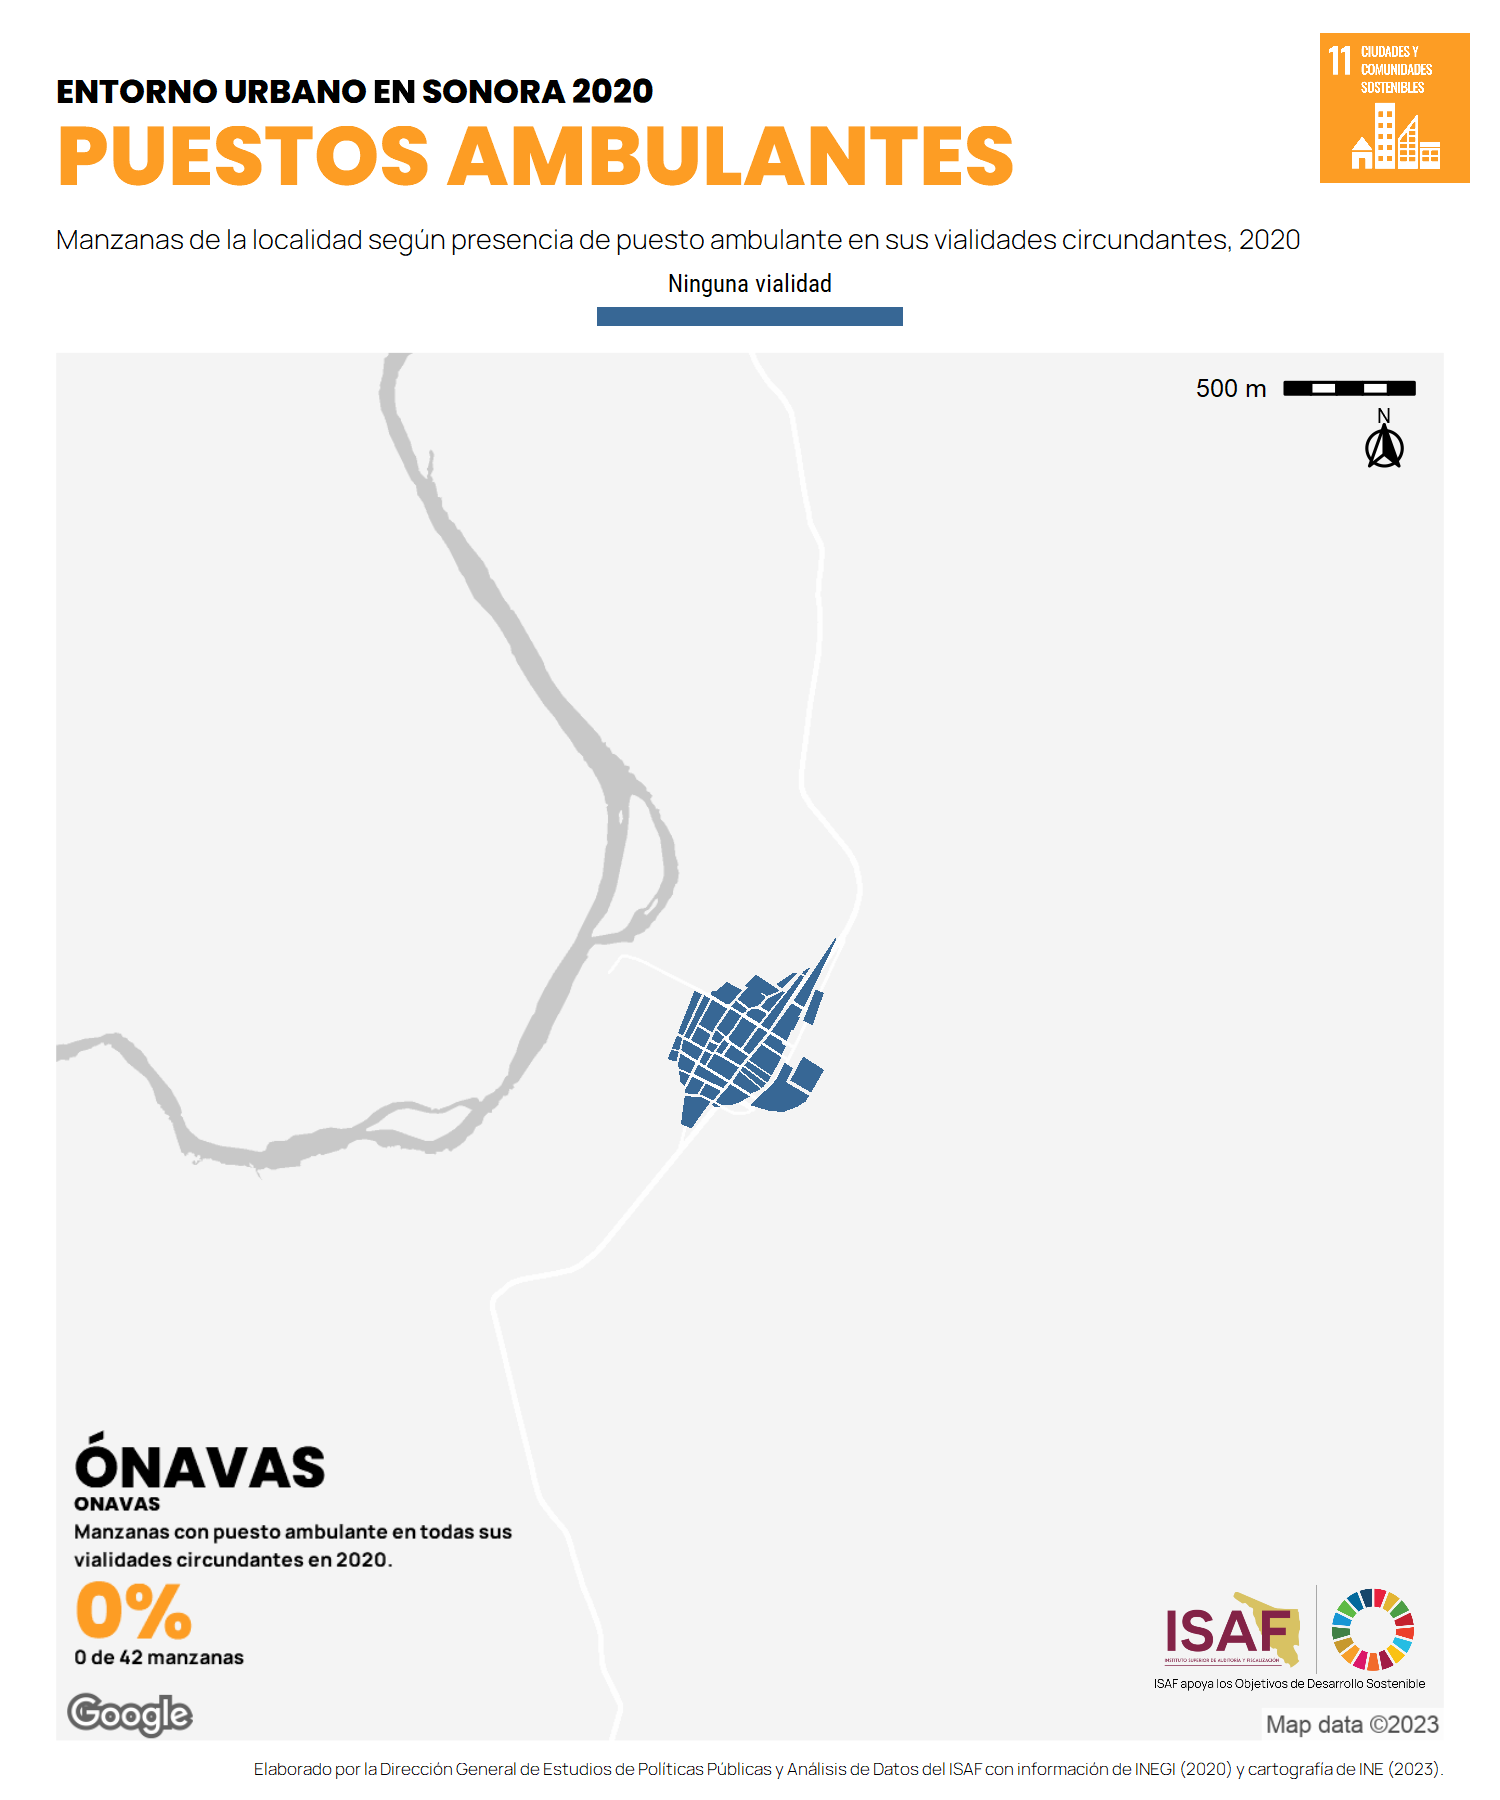 ENTORNO URBANO EN SONORA 2020
PUESTOS AMBULANTES
11 CIUDADES Y
COMUNIDADES
SOSTENIBLES
Manzanas de la localidad según presencia de puesto ambulante en sus vialidades circundantes, 2020
Ninguna vialidad
500 m
N
ÓNAVAS
ONAVAS
Manzanas con puesto ambulante en todas sus
vialidades circundantes en 2020.
0%
0 de 42 manzanas
Google
ISAF
INSTITUTO SUPERIOR DE AUDITORÍA Y FISCALIZACIÓN
ISAF apoya los Objetivos de Desarrollo Sostenible
Map data ©2023
Elaborado por la Dirección General de Estudios de Políticas Públicas y Análisis de Datos del ISAF con información de INEGI (2020) y cartografía de INE (2023).